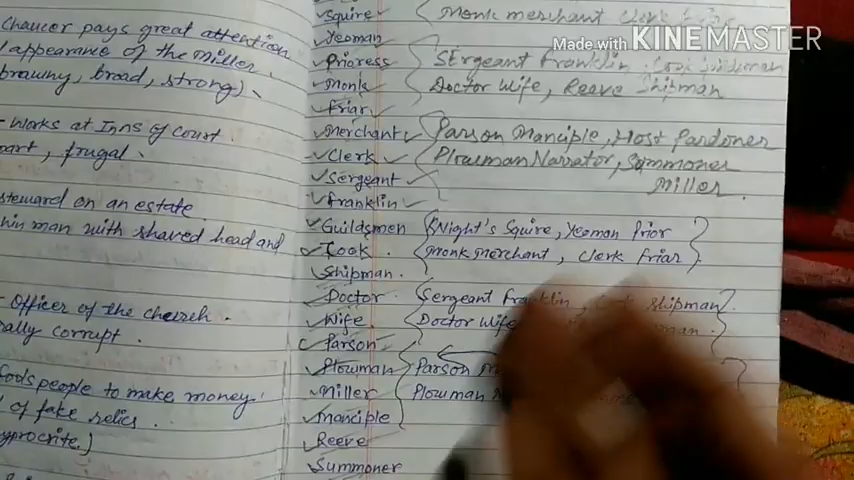 Chaucer pays great attention
appearance of the Miller.
brawny, broad, strong)
- Works at Inns of Court.
frugal
steward on an estate
man with shaved head and
- Officer of the church.
corrupt.
people to make money
of fake relics
Squire
Yeoman
Prioress
Monk
Friar
Merchant
- Clerk
Sergeant
Franklin
Guildsmen
Cook.
Shipman.
Doctor.
Wife.
Parson
Plowman
Miller
Manciple
Reeve
Summoner
Monk merchant Clerk
Sergeant Franklin,
Doctor Wife, Reeve Shipman
Parson Manciple, Host Pardoner
Plowman Narrator, Summoner
Miller.
Squire, Yeoman Prior
Monk Merchant, Clerk Friar
Sergeant Franklin, shipman
Doctor Wife
Parson
Plowman
Made with KINEMASTER